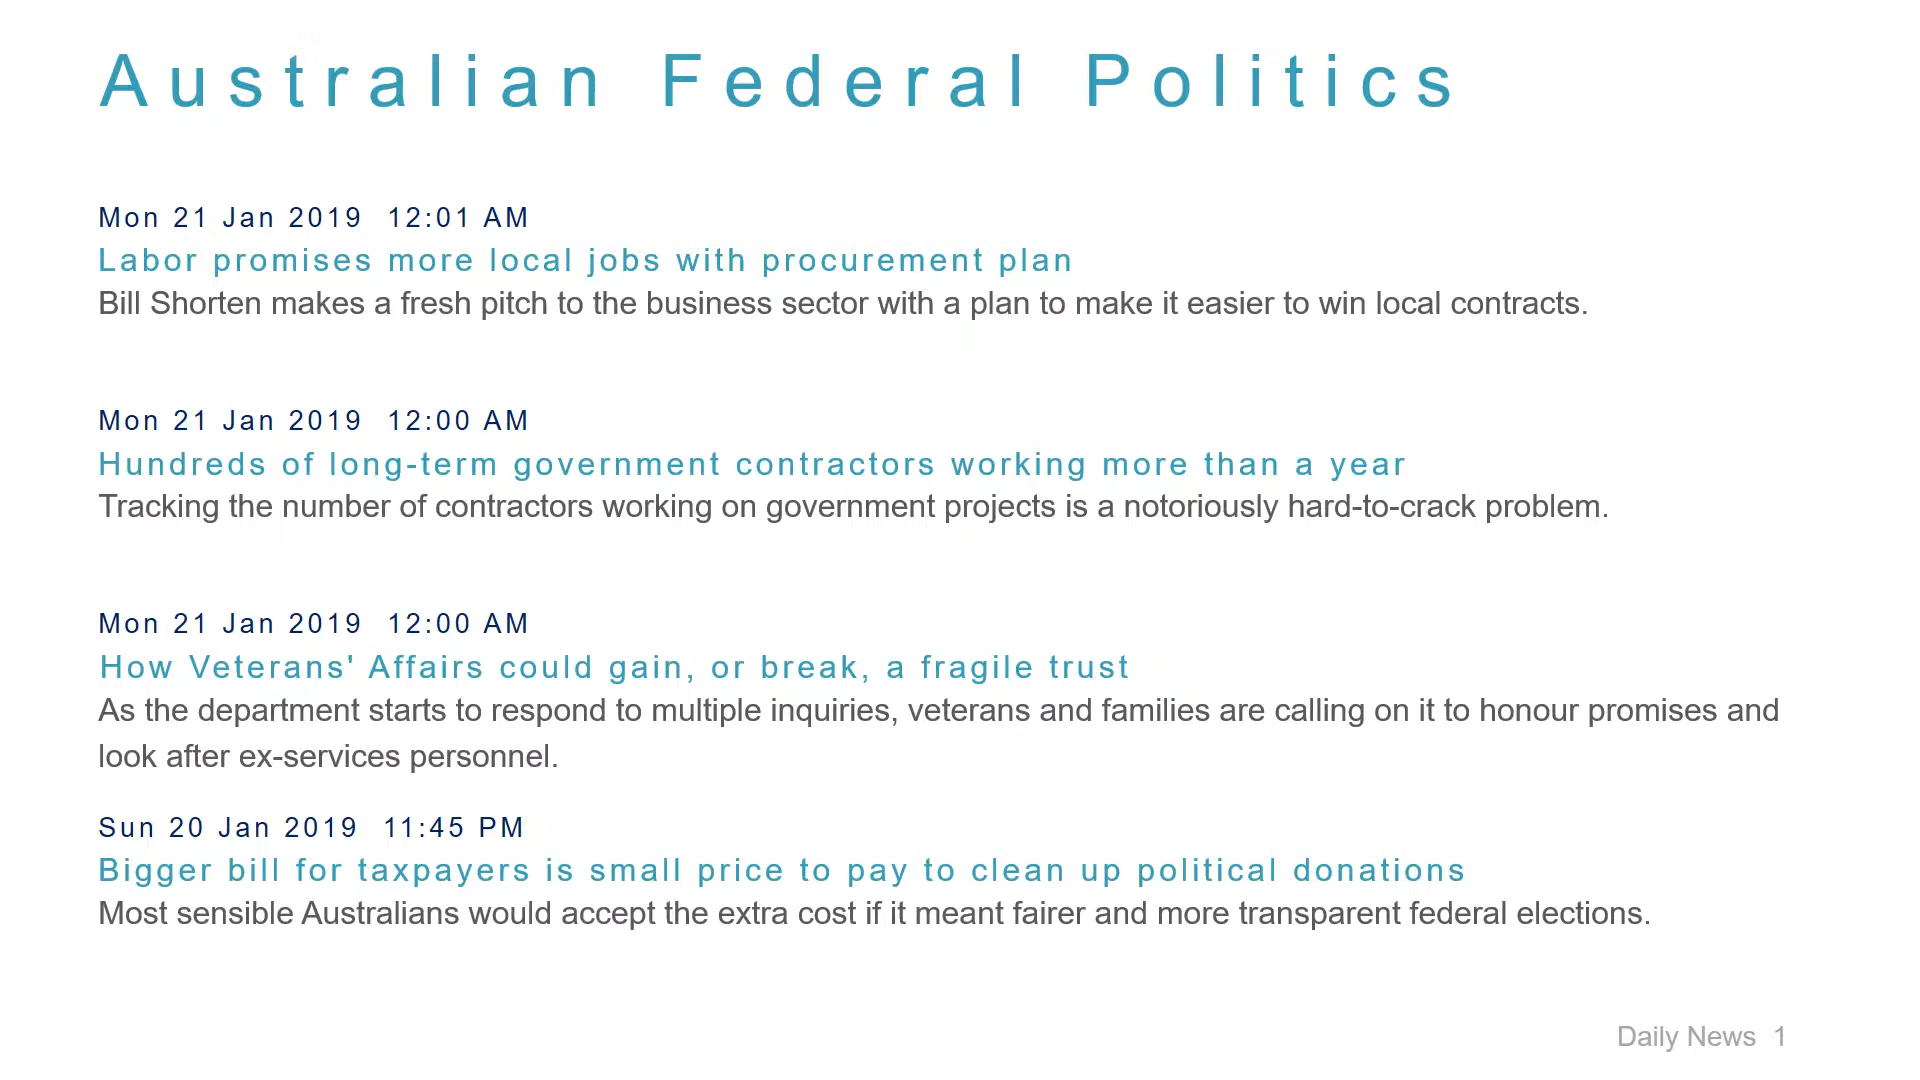 Australian Federal Politics
Mon 21 Jan 2019 12:01 AM
Labor promises more local jobs with procurement plan
Bill Shorten makes a fresh pitch to the business sector with a plan to make it easier to win local contracts.
Mon 21 Jan 2019 12:00 AM
Hundreds of long-term government contractors working more than a year
Tracking the number of contractors working on government projects is a notoriously hard-to-crack problem.
Mon 21 Jan 2019 12:00 AM
How Veterans' Affairs could gain, or break, a fragile trust
As the department starts to respond to multiple inquiries, veterans and families are calling on it to honour promises and
look after ex-services personnel.
Sun 20 Jan 2019 11:45 PM
Bigger bill for taxpayers is small price to pay to clean up political donations
Most sensible Australians would accept the extra cost if it meant fairer and more transparent federal elections.
Daily News 1